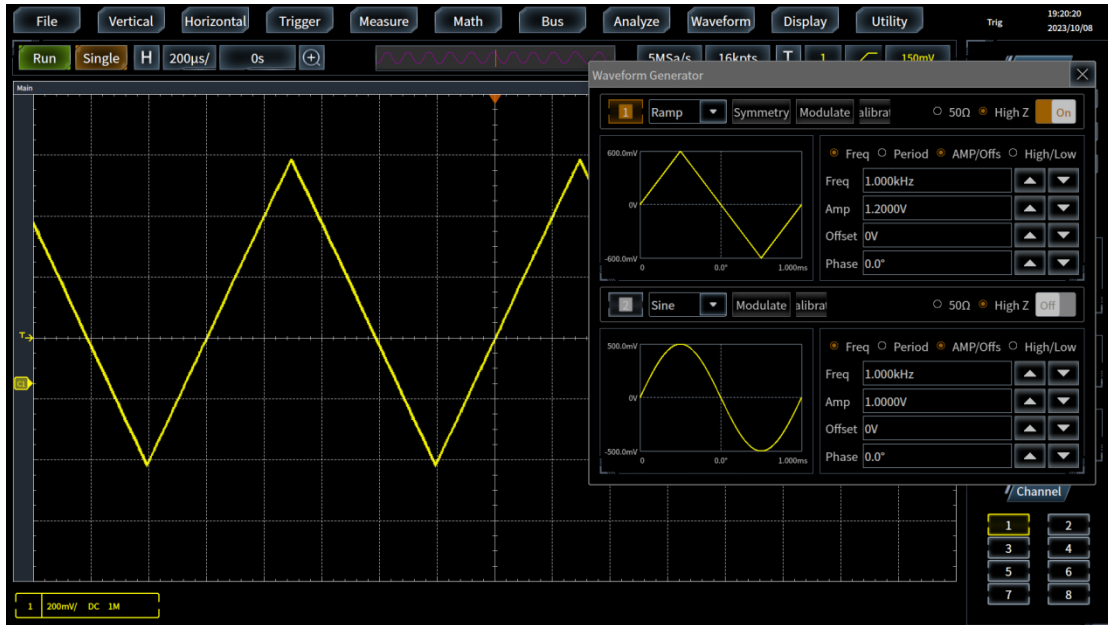 File Vertical Horizontal Trigger Measure Math Bus Analyze Waveform Display Utility Trig 19:20:20
2023/10/08
Run Single H 200µs/ 0s 5MSa/s 16kpts T 1 150mV
Waveform Generator
Main
1 Ramp Symmetry Modulate alibrat 50Ω High Z On
600.0mV
0V
-600.0mV
0 0.0° 1.000ms
Freq Period AMP/Offs High/Low
Freq 1.000kHz
Amp 1.2000V
Offset 0V
Phase 0.0°
2 Sine Modulate alibrat 50Ω High Z Off
500.0mV
0V
-500.0mV
0 0.0° 1.000ms
Freq Period AMP/Offs High/Low
Freq 1.000kHz
Amp 1.0000V
Offset 0V
Phase 0.0°
T
C1
Channel
1 2
3 4
5 6
7 8
1 200mV/ DC 1M